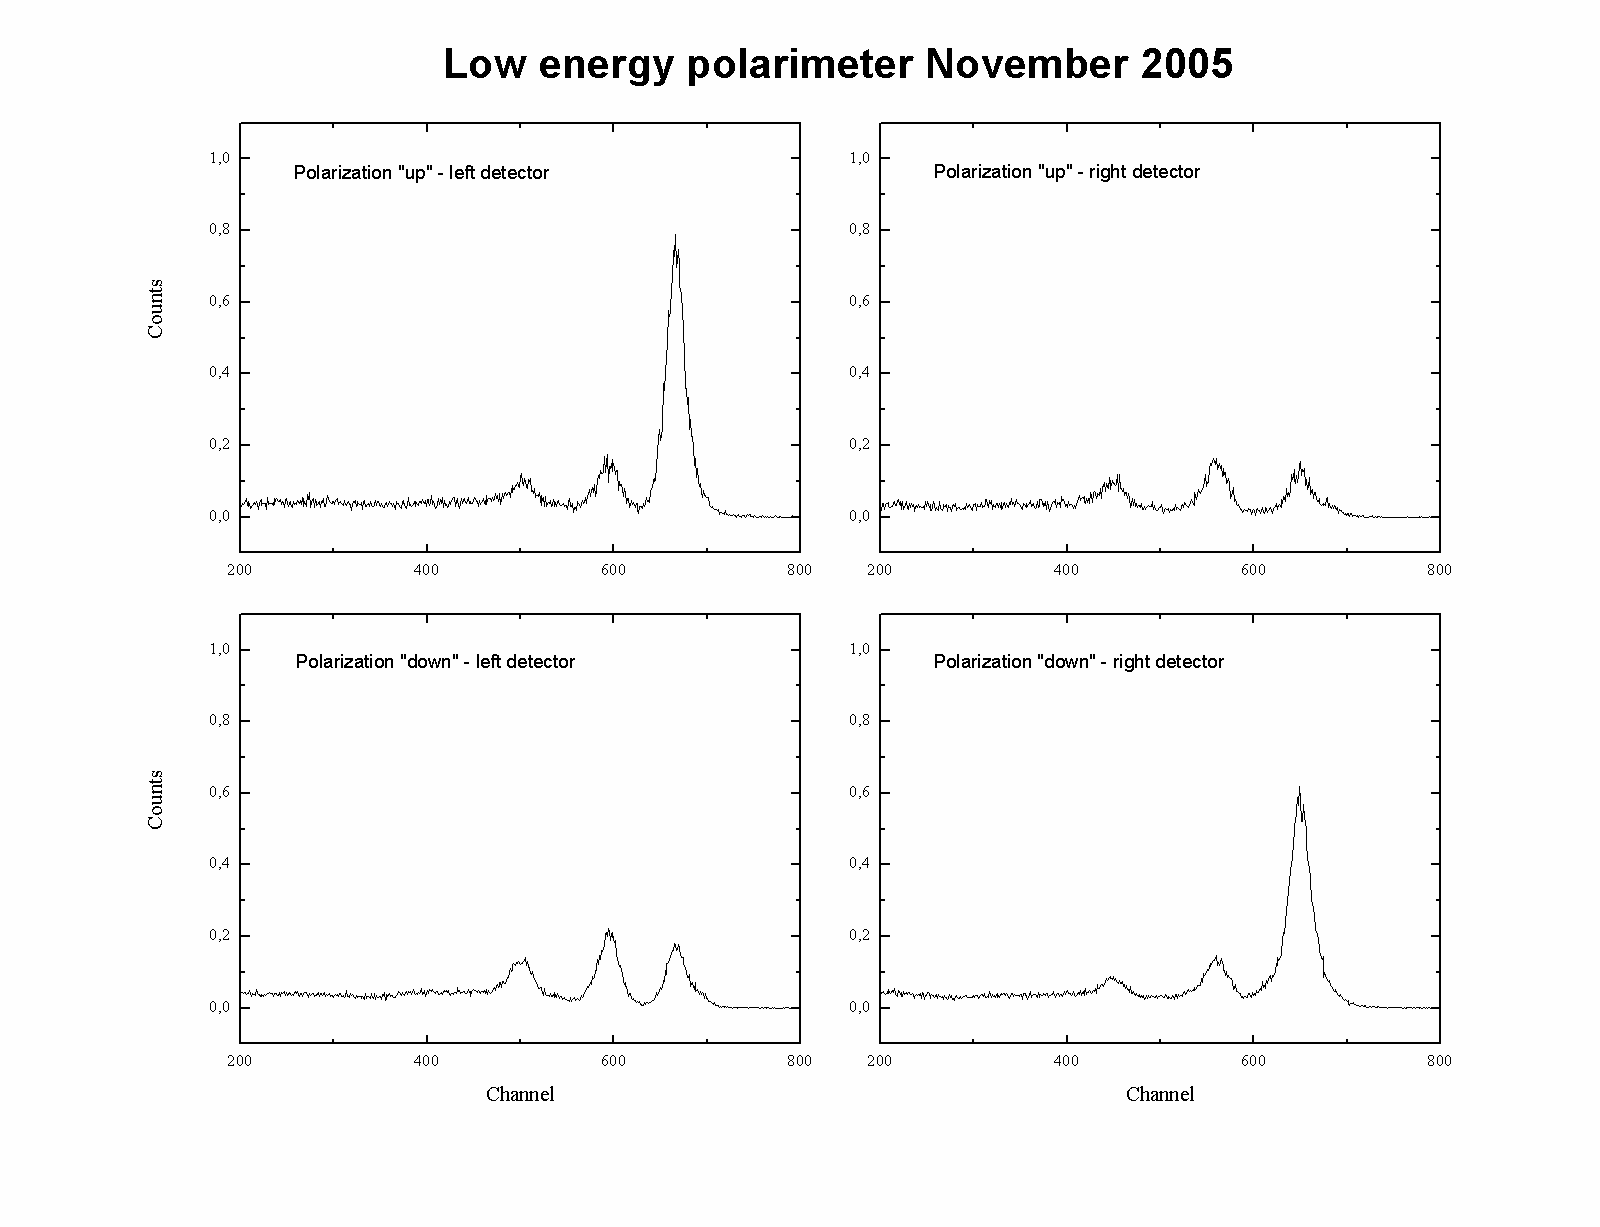 Low energy polarimeter November 2005
Polarization "up" - left detector
Counts
1,0
0,8
0,6
0,4
0,2
0,0
200 400 600 800
Polarization "up" - right detector
1,0
0,8
0,6
0,4
0,2
0,0
200 400 600 800
Polarization "down" - left detector
Counts
1,0
0,8
0,6
0,4
0,2
0,0
200 400 600 800
Channel
Polarization "down" - right detector
1,0
0,8
0,6
0,4
0,2
0,0
200 400 600 800
Channel